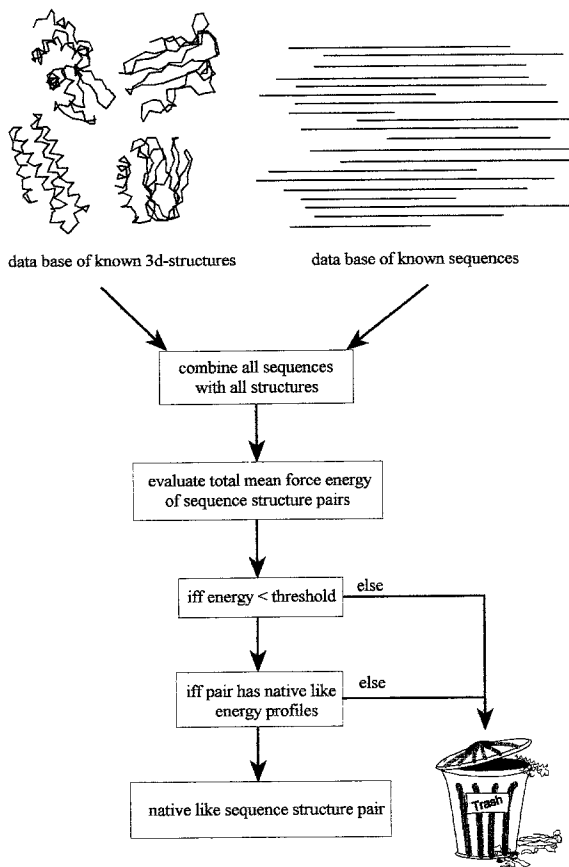 data base of known 3d-structures
data base of known sequences
combine all sequences
with all structures
evaluate total mean force energy
of sequence structure pairs
iff energy < threshold
else
iff pair has native like
energy profiles
else
native like sequence structure pair
Trash